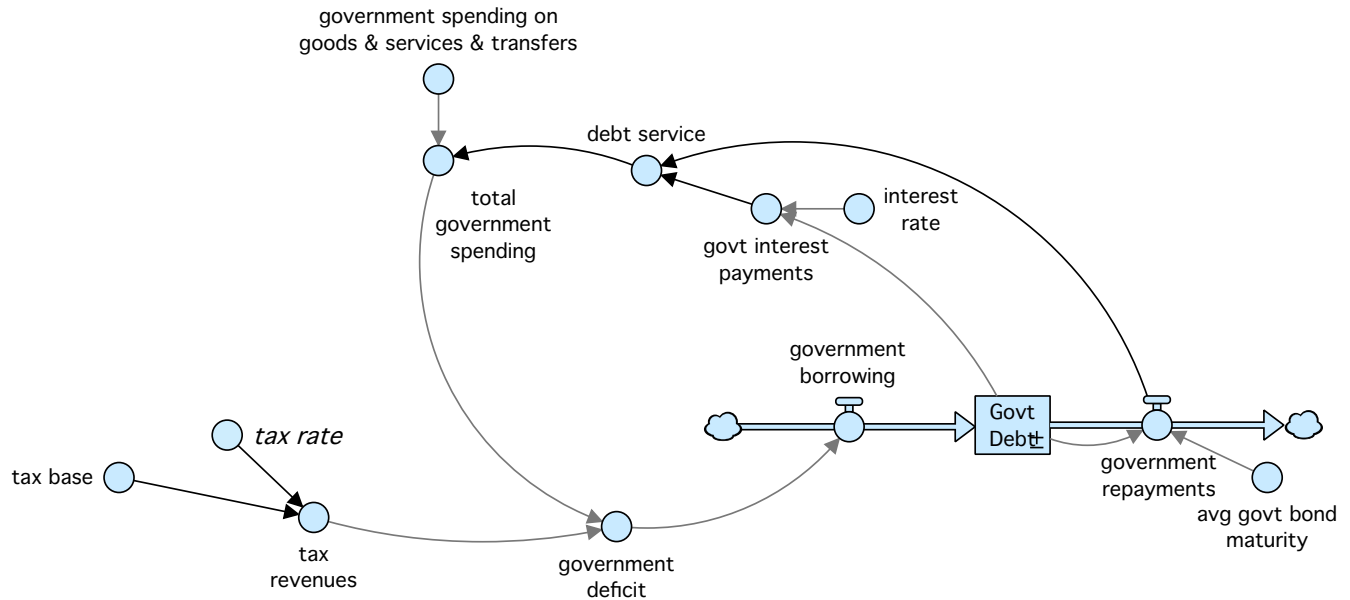 government spending on
goods & services & transfers
debt service
total
government
spending
interest
rate
govt interest
payments
government
borrowing
Govt
Debt
±
tax rate
tax base
government
repayments
avg govt bond
maturity
tax
revenues
government
deficit